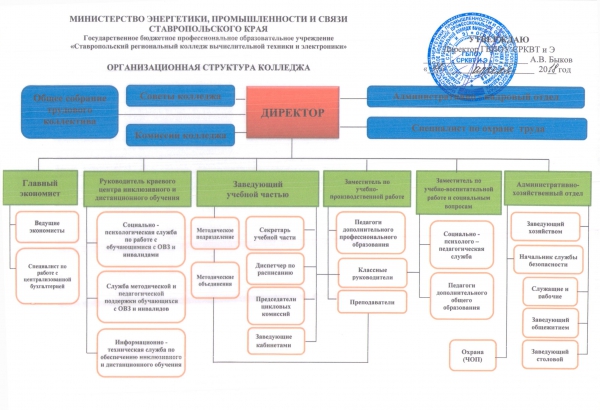 МИНИСТЕРСТВО ЭНЕРГЕТИКИ, ПРОМЫШЛЕННОСТИ И СВЯЗИ
СТАВРОПОЛЬСКОГО КРАЯ
Государственное бюджетное профессиональное образовательное учреждение
«Ставропольский региональный колледж вычислительной техники и электроники»
УТВЕРЖДАЮ
Директор ГБПОУ СРКВТ и Э
А.В. Быков
год
ОРГАНИЗАЦИОННАЯ СТРУКТУРА КОЛЛЕДЖА
Общее собрание
трудового
коллектива
Советы колледжа
Комиссии колледжа
ДИРЕКТОР
отдел
Специалист по охране труда
Главный
экономист
Ведущие
экономисты
Специалист по
работе с
централизованной
бухгалтерией
Руководитель краевого
центра инклюзивного и
дистанционного обучения
Социально -
психологическая служба
по работе с
обучающимися с ОВЗ и
инвалидами
Служба методической и
педагогической
поддержки обучающихся
с ОВЗ и инвалидов
Информационно -
техническая служба по
обеспечению инклюзивного
и дистанционного обучения
Заведующий
учебной частью
Методическое
подразделение
Методические
объединения
Секретарь
учебной части
Диспетчер по
расписанию
Председатели
цикловых
комиссий
Заведующие
кабинетами
Заместитель по
учебно-
производственной работе
Педагоги
дополнительного
профессионального
образования
Классные
руководители
Преподаватели
Заместитель по
учебно-воспитательной
работе и социальным
вопросам
Социально -
психолого –
педагогическая
служба
Педагоги
дополнительного
общего
образования
Охрана
(ЧОП)
Административно-
хозяйственный отдел
Заведующий
хозяйством
Начальник службы
безопасности
Служащие и
рабочие
Заведующий
общежитием
Заведующий
столовой